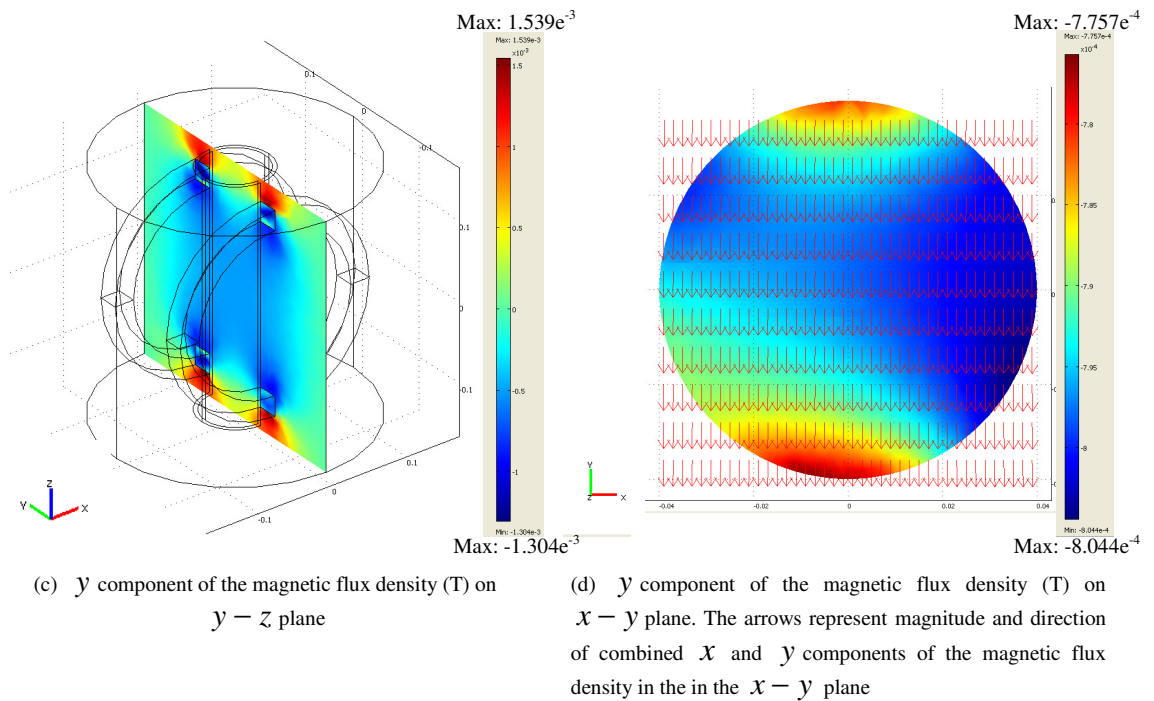 Max: 1.539e-3
Max: 1.539e-3
×10-3
1.5
1
0.5
0
-0.5
-1
Min: -1.304e-3
Max: -1.304e-3
0.1
0
-0.1
0.1
0
-0.1
0.1
0
-0.1
z
y
x
(c) y component of the magnetic flux density (T) on
y − z plane
Max: -7.757e-4
Max: -7.757e-4
×10-4
-7.8
-7.85
-7.9
-7.95
-8
Min: -8.044e-4
Max: -8.044e-4
-0.04
-0.02
0
0.02
0.04
Y
Z
X
(d) y component of the magnetic flux density (T) on
x − y plane. The arrows represent magnitude and direction
of combined x and y components of the magnetic flux
density in the in the x − y plane